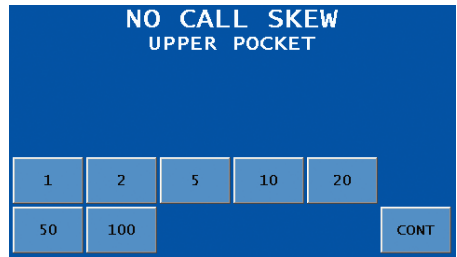 NO CALL SKEW
UPPER POCKET
1 2 5 10 20
50 100 CONT